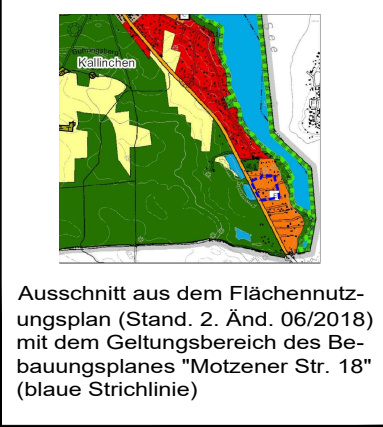 Kallinchen
Ausschnitt aus dem Flächennutz-
ungsplan (Stand. 2. Änd. 06/2018)
mit dem Geltungsbereich des Be-
bauungsplanes "Motzener Str. 18"
(blaue Strichlinie)